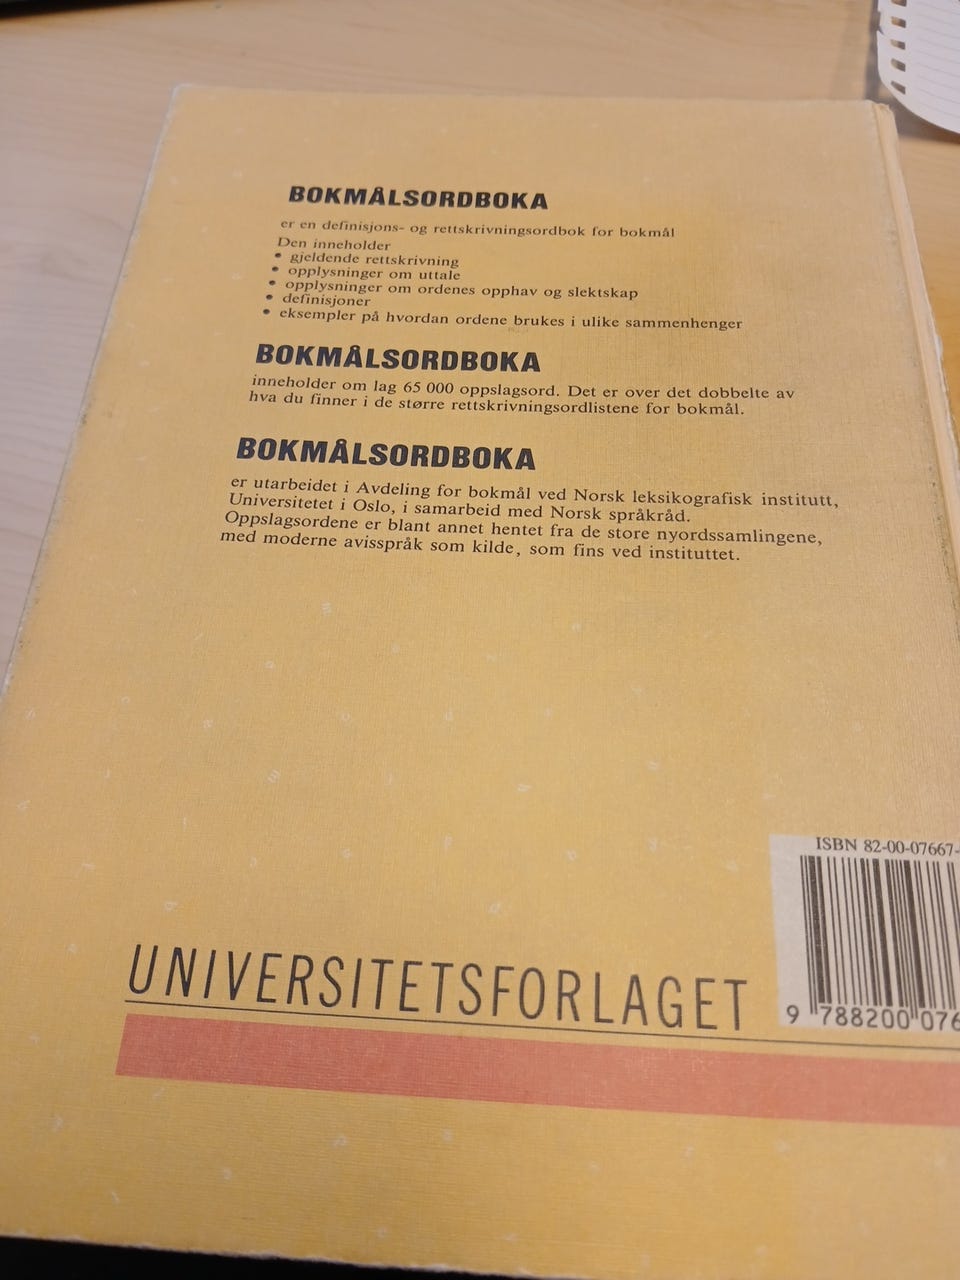 BOKMÅLSORDBOKA
er en definisjons- og rettskrivningsordbok for bokmål
Den inneholder
• gjeldende rettskrivning
• opplysninger om uttale
• opplysninger om ordenes opphav og slektskap
• definisjoner
• eksempler på hvordan ordene brukes i ulike sammenhenger
BOKMÅLSORDBOKA
inneholder om lag 65 000 oppslagsord. Det er over det dobbelte av
hva du finner i de større rettskrivningsordlistene for bokmål.
BOKMÅLSORDBOKA
er utarbeidet i Avdeling for bokmål ved Norsk leksikografisk institutt,
Universitetet i Oslo, i samarbeid med Norsk språkråd.
Oppslagsordene er blant annet hentet fra de store nyordssamlingene,
med moderne avisspråk som kilde, som fins ved instituttet.
ISBN 82-00-07667-
9 788200 076
UNIVERSITETSFORLAGET